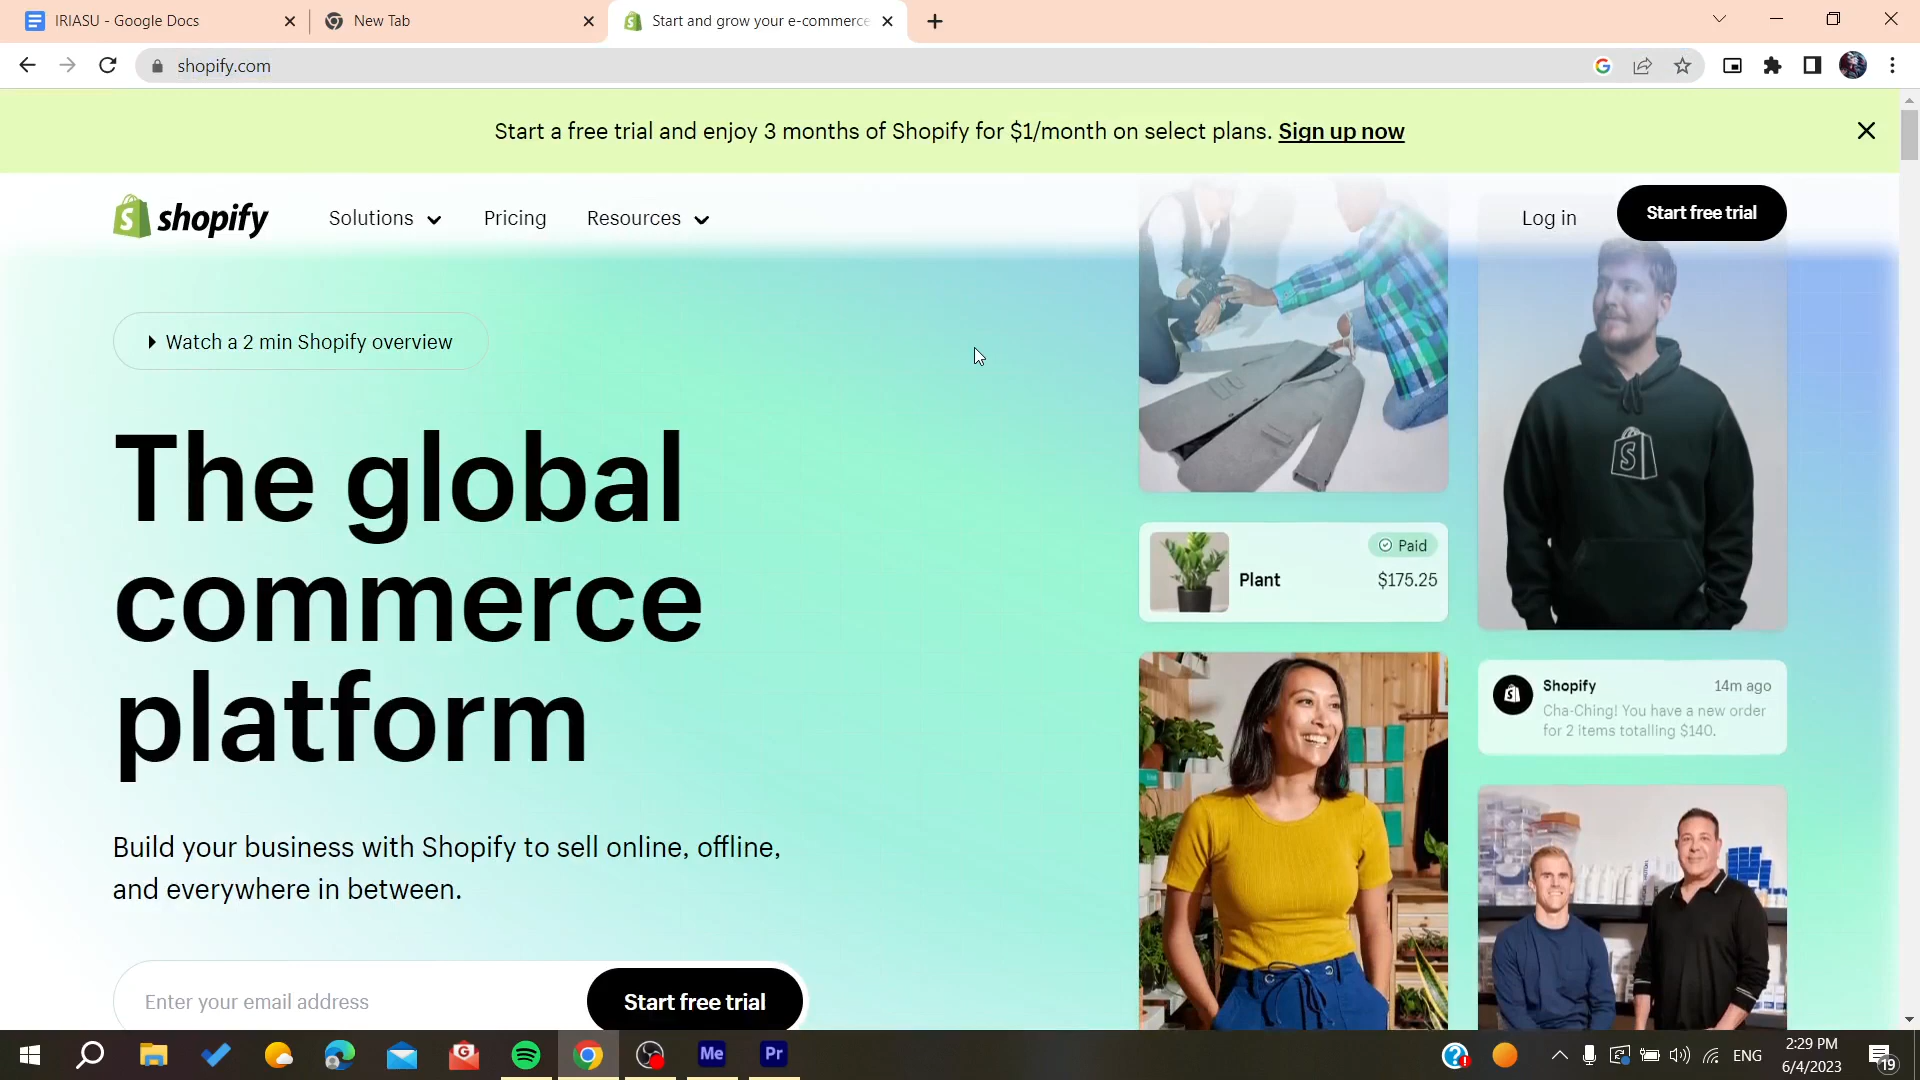 IRIASU - Google Docs
New Tab
Start and grow your e-commerce
shopify.com
Start a free trial and enjoy 3 months of Shopify for $1/month on select plans. Sign up now
shopify
Solutions
Pricing
Resources
Log in
Start free trial
Watch a 2 min Shopify overview
The global
commerce
platform
Build your business with Shopify to sell online, offline,
and everywhere in between.
Enter your email address
Start free trial
Paid
Plant
$175.25
Shopify
14m ago
Cha-Ching! You have a new order
for 2 items totalling $140.
Me
Pr
ENG
2:29 PM
6/4/2023
19